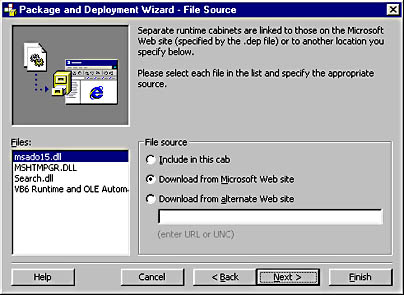 Package and Deployment Wizard - File Source
Separate runtime cabinets are linked to those on the Microsoft
Web site (specified by the .dep file) or to another location you
specify below.
Please select each file in the list and specify the appropriate
source.
Files:
msado15.dll
MSHTMPGR.DLL
Search.dll
VB6 Runtime and OLE Autom
File source
Include in this cab
Download from Microsoft Web site
Download from alternate Web site
(enter URL or UNC)
Help
Cancel
< Back
Next >
Finish